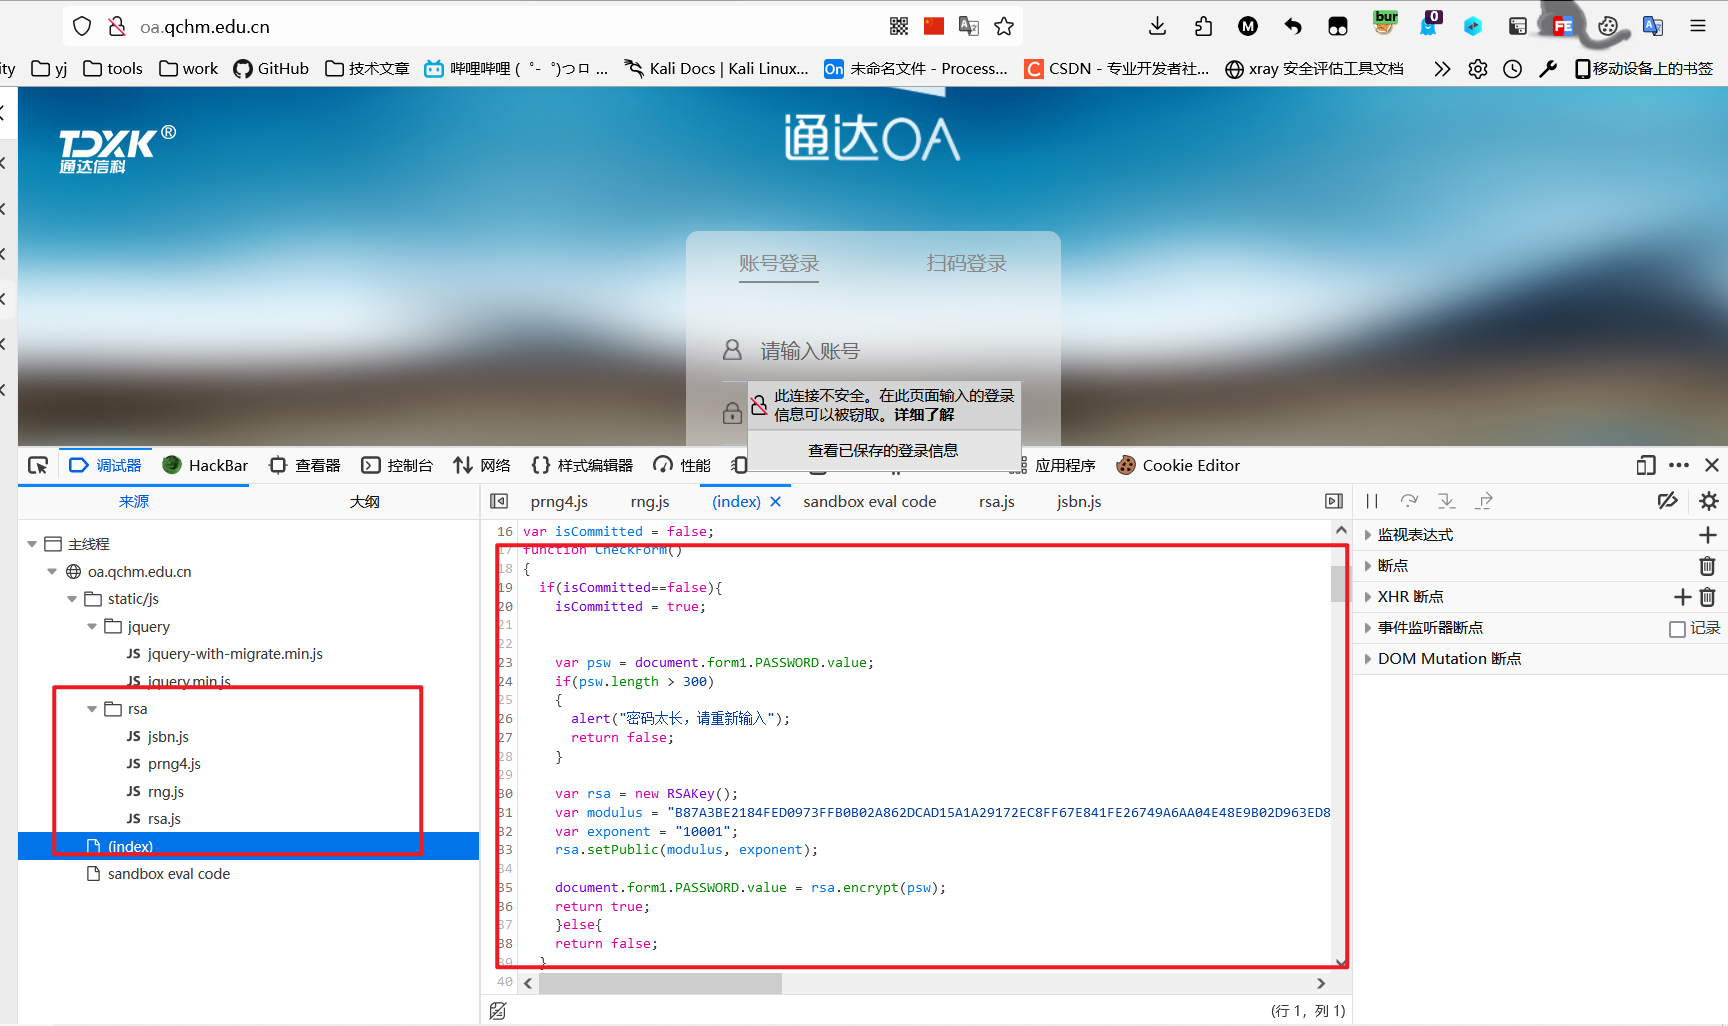 oa.qchm.edu.cn
bur
0
FE
ity yj tools work GitHub 技术文章 哔哩哔哩 (゜-゜)つロ ... Kali Docs | Kali Linux... On 未命名文件 - Process... CSDN - 专业开发者社... xray 安全评估工具文档 移动设备上的书签
TDXK®
通达信科
通达OA
账号登录 扫码登录
请输入账号
此连接不安全。在此页面输入的登录
信息可以被窃取。详细了解
查看已保存的登录信息
调试器 HackBar 查看器 控制台 网络 样式编辑器 性能 应用程序 Cookie Editor
来源 大纲
prng4.js rng.js (index) sandbox eval code rsa.js jsbn.js
主线程
oa.qchm.edu.cn
static/js
jquery
JS jquery-with-migrate.min.js
JS jquery.min.js
rsa
JS jsbn.js
JS prng4.js
JS rng.js
JS rsa.js
(index)
sandbox eval code
16 var isCommitted = false;
17 function CheckForm()
18 {
19 if(isCommitted==false){
20 isCommitted = true;
21
22
23 var psw = document.form1.PASSWORD.value;
24 if(psw.length > 300)
25 {
26 alert("密码太长，请重新输入");
27 return false;
28 }
29
30 var rsa = new RSAKey();
31 var modulus = "B87A3BE2184FED0973FFB0B02A862DCAD15A1A29172EC8FF67E841FE26749A6AA04E48E9B02D963ED8
32 var exponent = "10001";
33 rsa.setPublic(modulus, exponent);
34
35 document.form1.PASSWORD.value = rsa.encrypt(psw);
36 return true;
37 }else{
38 return false;
39 }
40
(行 1，列 1)
监视表达式
断点
XHR 断点
事件监听器断点 记录
DOM Mutation 断点